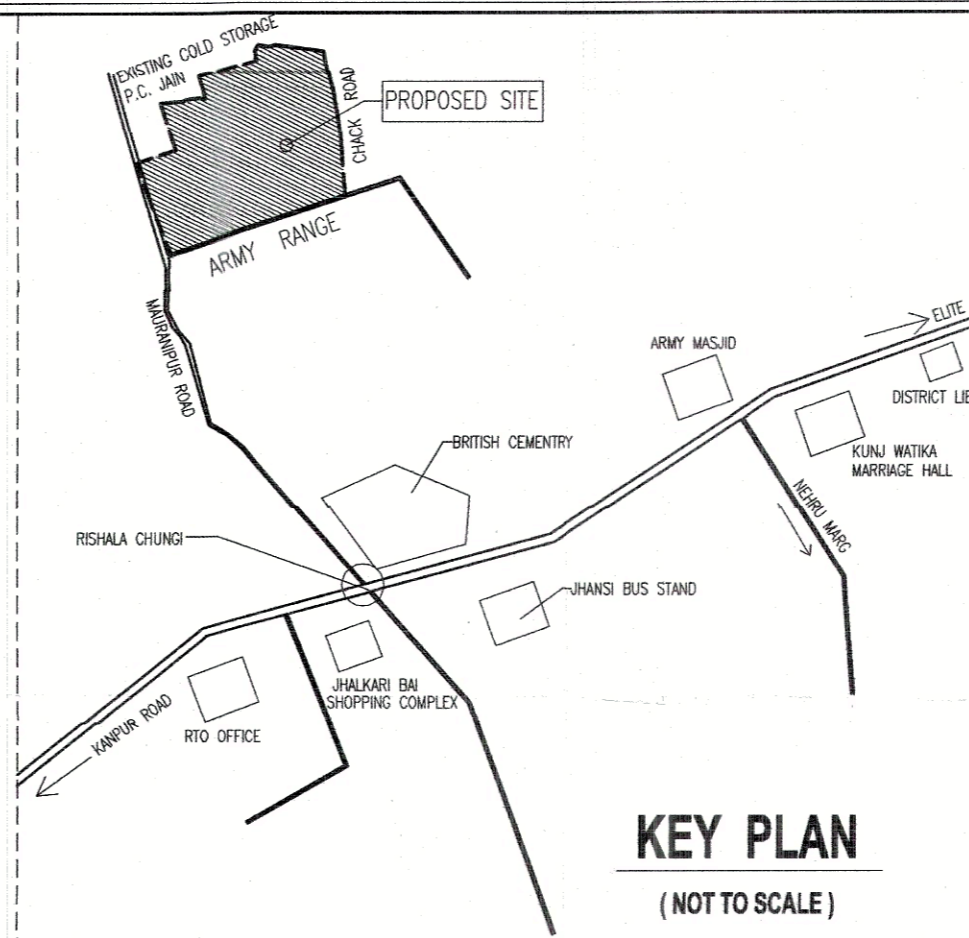 EXISTING COLD STORAGE
P.C. JAIN
CHACK ROAD
PROPOSED SITE
ARMY RANGE
MAURANIPUR ROAD
ELITE
ARMY MASJID
DISTRICT LIB
KUNJ WATIKA
MARRIAGE HALL
BRITISH CEMENTRY
NEHRU MARG
RISHALA CHUNGI
JHANSI BUS STAND
JHALKARI BAI
SHOPPING COMPLEX
KANPUR ROAD
RTO OFFICE
KEY PLAN
( NOT TO SCALE )